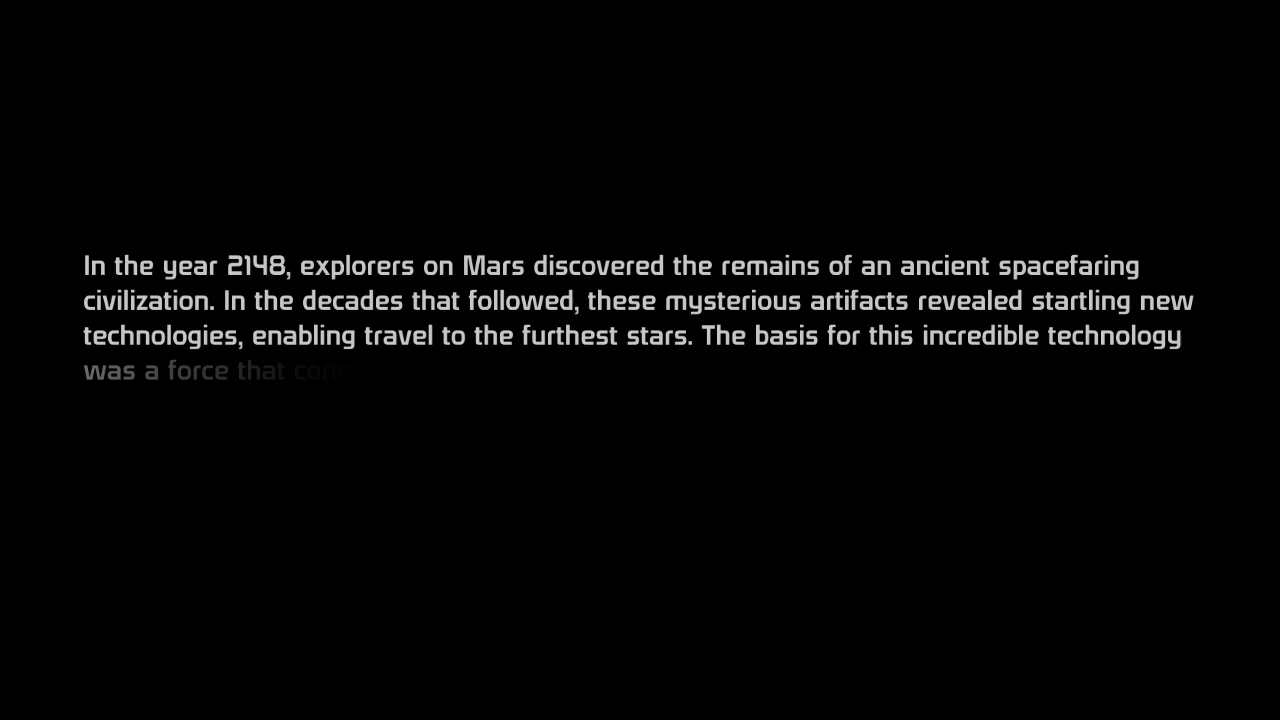 In the year 2148, explorers on Mars discovered the remains of an ancient spacefaring
civilization. In the decades that followed, these mysterious artifacts revealed startling new
technologies, enabling travel to the furthest stars. The basis for this incredible technology
was a force that